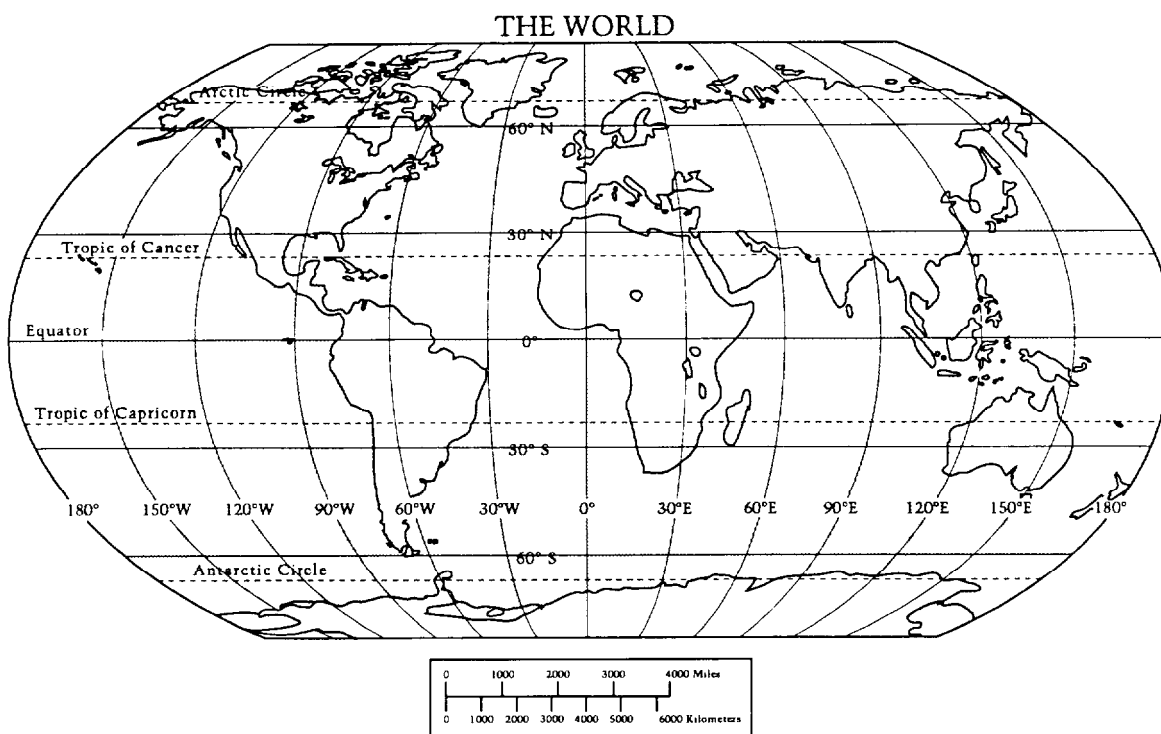 THE WORLD
Arctic Circle
60° N
30° N
Tropic of Cancer
Equator
0°
Tropic of Capricorn
30° S
180° 150°W 120°W 90°W 60°W 30°W 0° 30°E 60°E 90°E 120°E 150°E 180°
60° S
Antarctic Circle
0 1000 2000 3000 4000 Miles
0 1000 2000 3000 4000 5000 6000 Kilometers